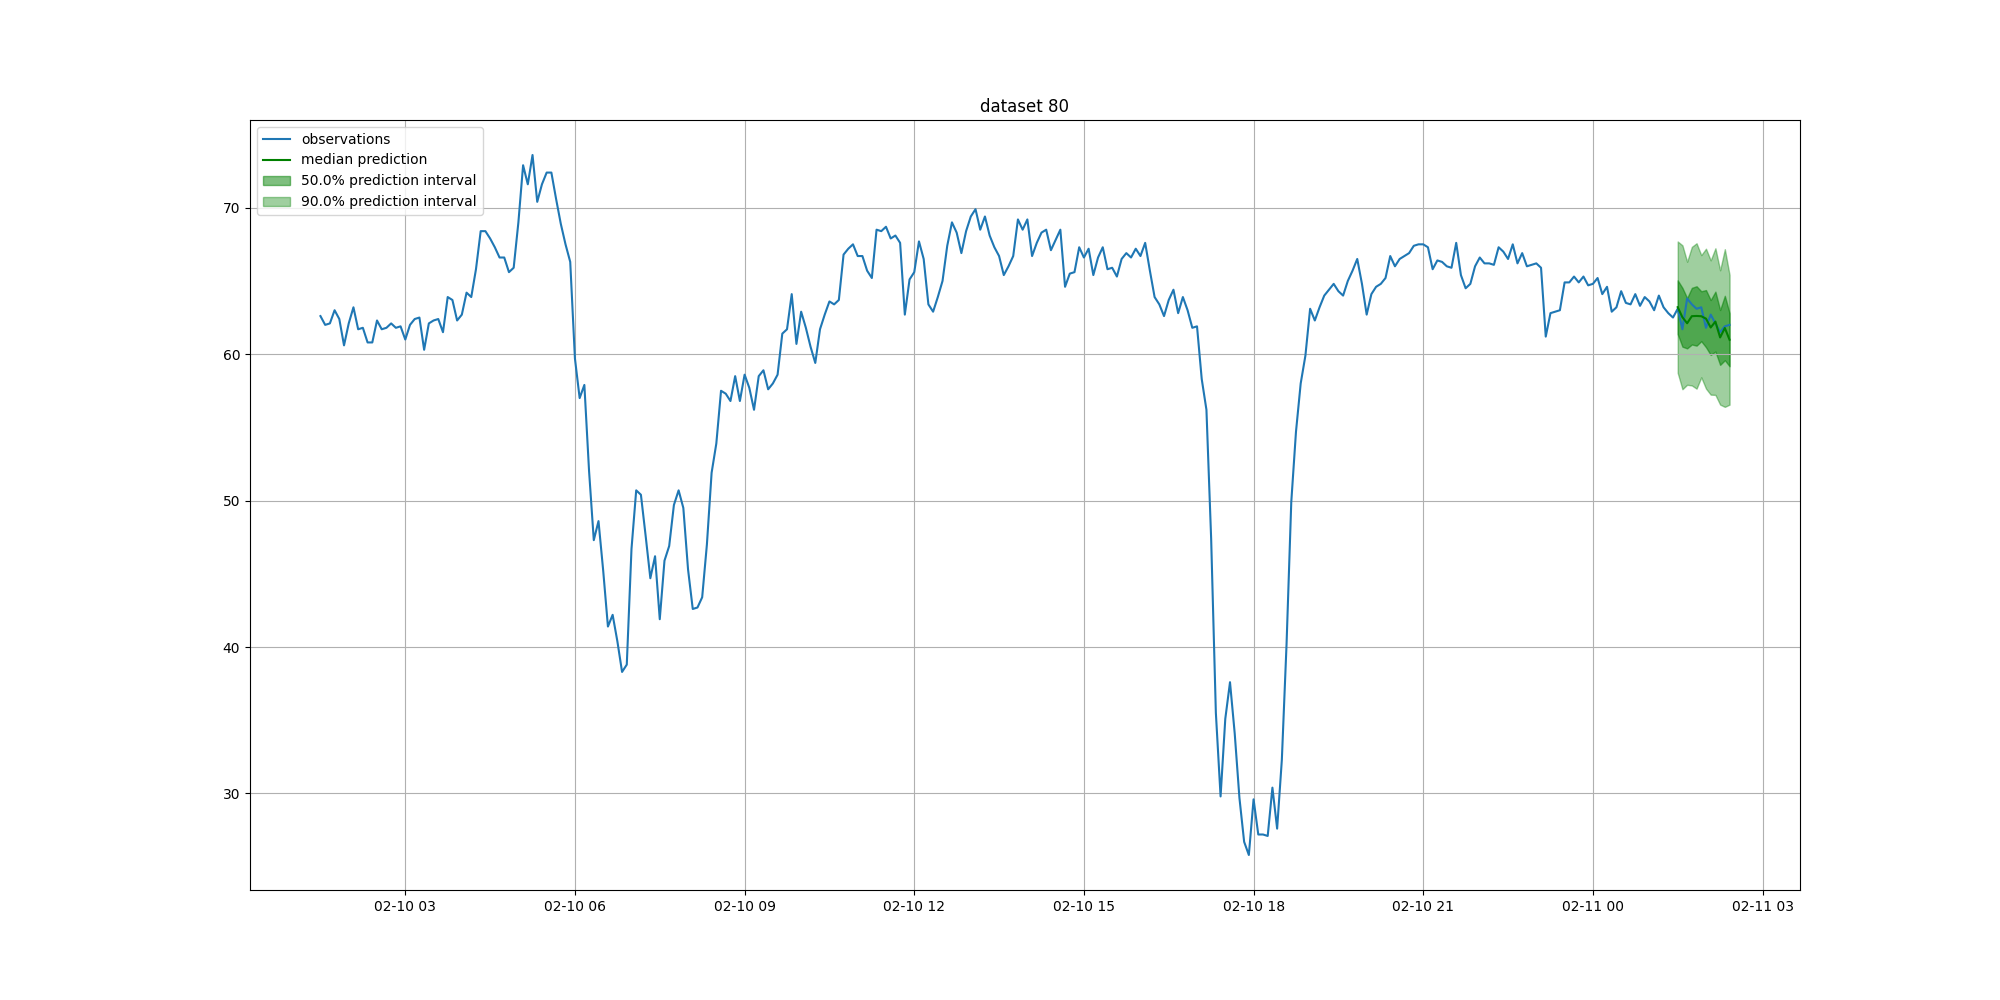 dataset 80
observations
median prediction
50.0% prediction interval
90.0% prediction interval
70
60
50
40
30
02-10 03
02-10 06
02-10 09
02-10 12
02-10 15
02-10 18
02-10 21
02-11 00
02-11 03